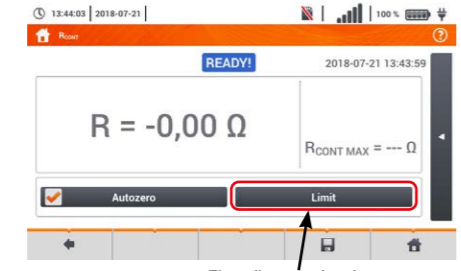 13:44:03 2018-07-21 100 %
RCONT
READY! 2018-07-21 13:43:59
R = -0,00 Ω
RCONT MAX = --- Ω
Autozero Limit